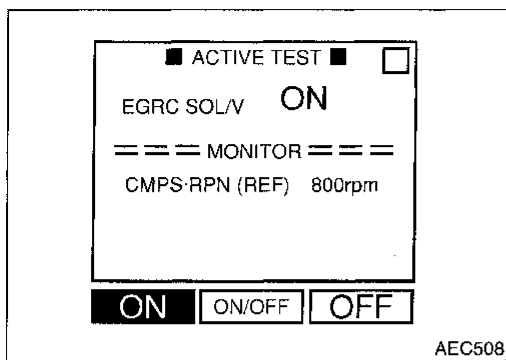 ■ ACTIVE TEST ■ □
EGRC SOL/V ON
= = = MONITOR = = =
CMPS·RPN (REF) 800rpm
ON ON/OFF OFF
AEC508